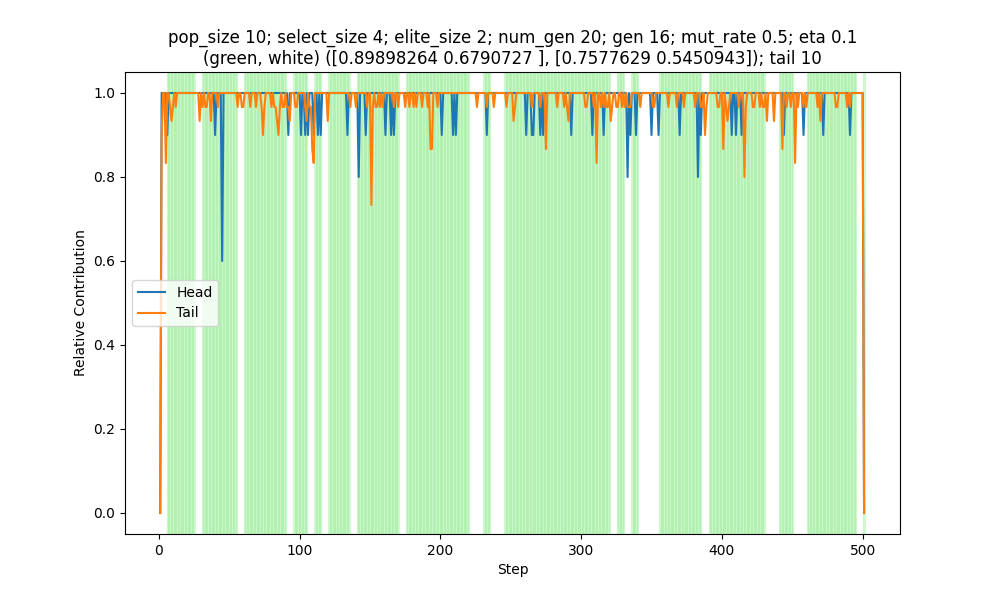 pop_size 10; select_size 4; elite_size 2; num_gen 20; gen 16; mut_rate 0.5; eta 0.1
(green, white) ([0.89898264 0.6790727 ], [0.7577629 0.5450943]); tail 10
1.0
0.8
0.6
0.4
0.2
0.0
Relative Contribution
Head
Tail
0 100 200 300 400 500
Step